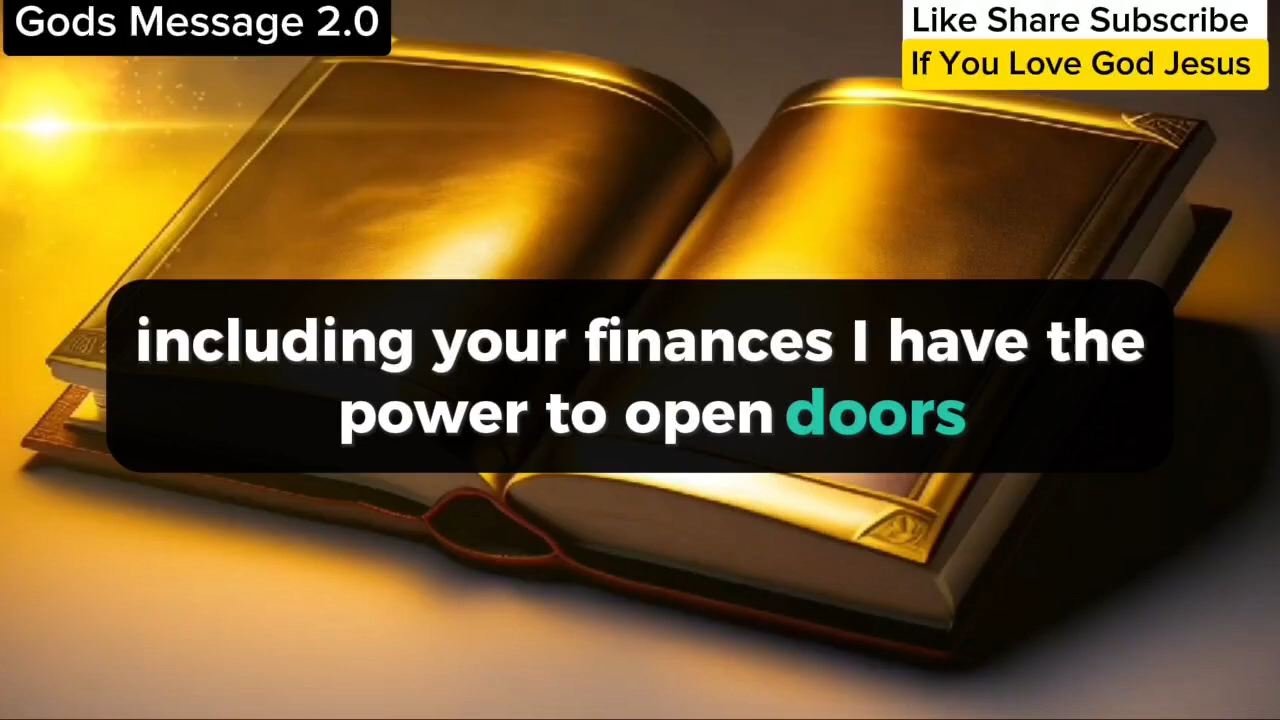 Gods Message 2.0
Like Share Subscribe
If You Love God Jesus
including your finances I have the
power to open doors